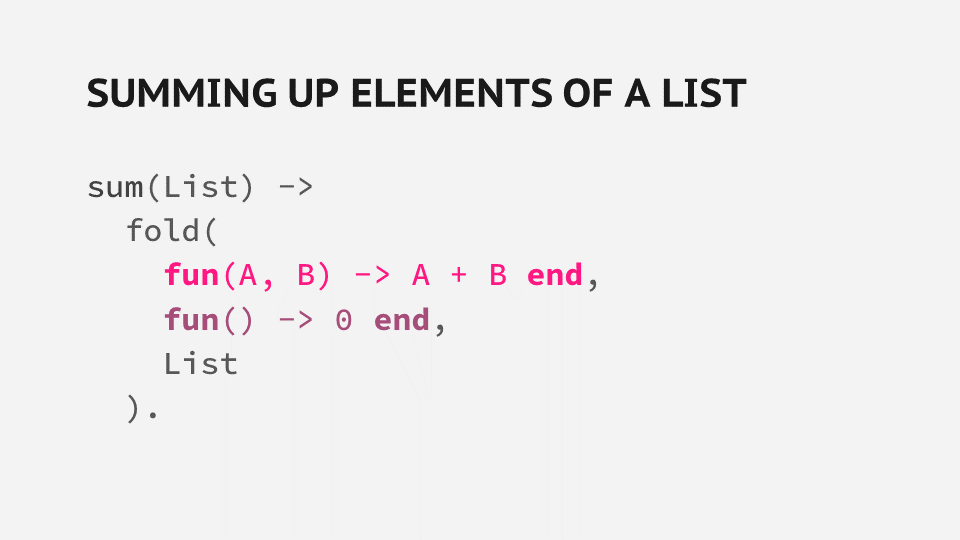 SUMMING UP ELEMENTS OF A LIST
sum(List) ->
fold(
fun(A, B) -> A + B end,
fun() -> 0 end,
List
).